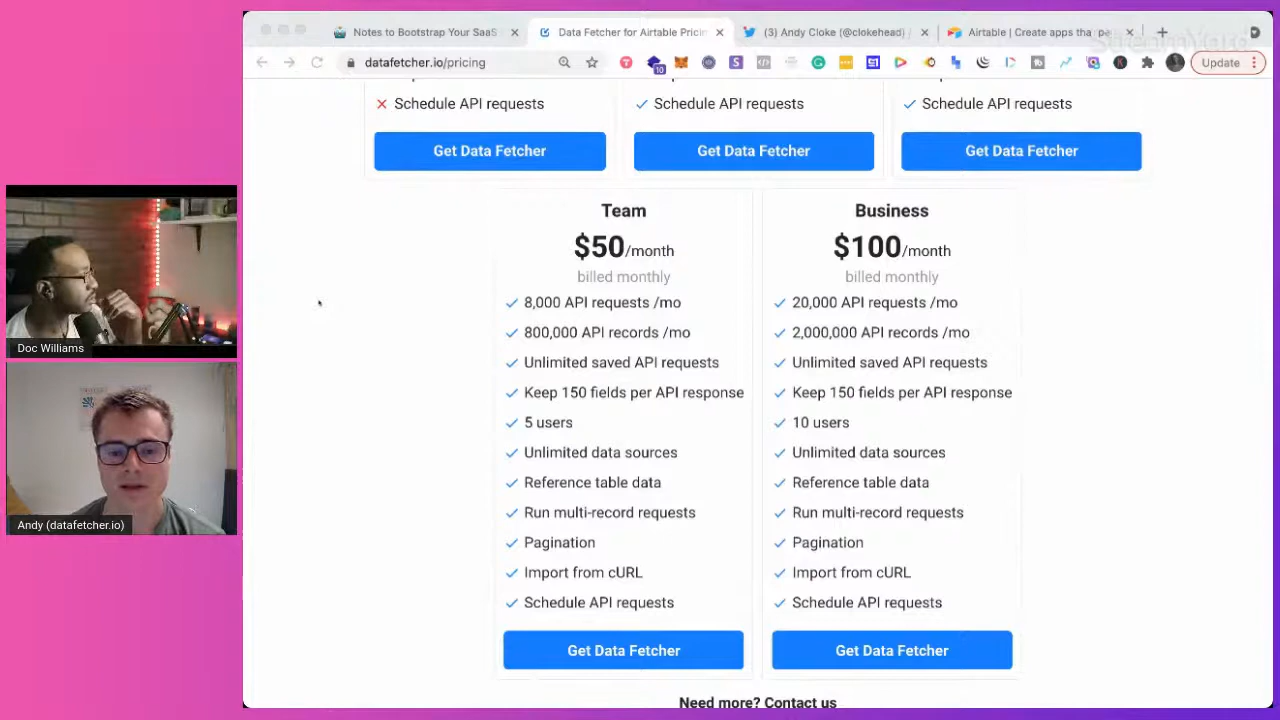 Notes to Bootstrap Your SaaS
Data Fetcher for Airtable Pricin
(3) Andy Cloke (@clokehead) /
Airtable | Create apps tha
StreamYard
datafetcher.io/pricing
10
Update
Schedule API requests
Schedule API requests
Schedule API requests
Get Data Fetcher
Get Data Fetcher
Get Data Fetcher
Team
$50/month
billed monthly
8,000 API requests /mo
800,000 API records /mo
Unlimited saved API requests
Keep 150 fields per API response
5 users
Unlimited data sources
Reference table data
Run multi-record requests
Pagination
Import from cURL
Schedule API requests
Get Data Fetcher
Business
$100/month
billed monthly
20,000 API requests /mo
2,000,000 API records /mo
Unlimited saved API requests
Keep 150 fields per API response
10 users
Unlimited data sources
Reference table data
Run multi-record requests
Pagination
Import from cURL
Schedule API requests
Get Data Fetcher
Need more? Contact us
Doc Williams
Andy (datafetcher.io)